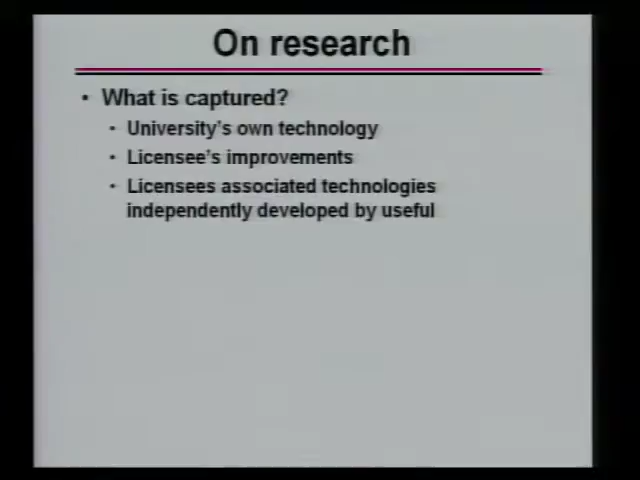 On research
• What is captured?
• University's own technology
• Licensee's improvements
• Licensees associated technologies
independently developed by useful